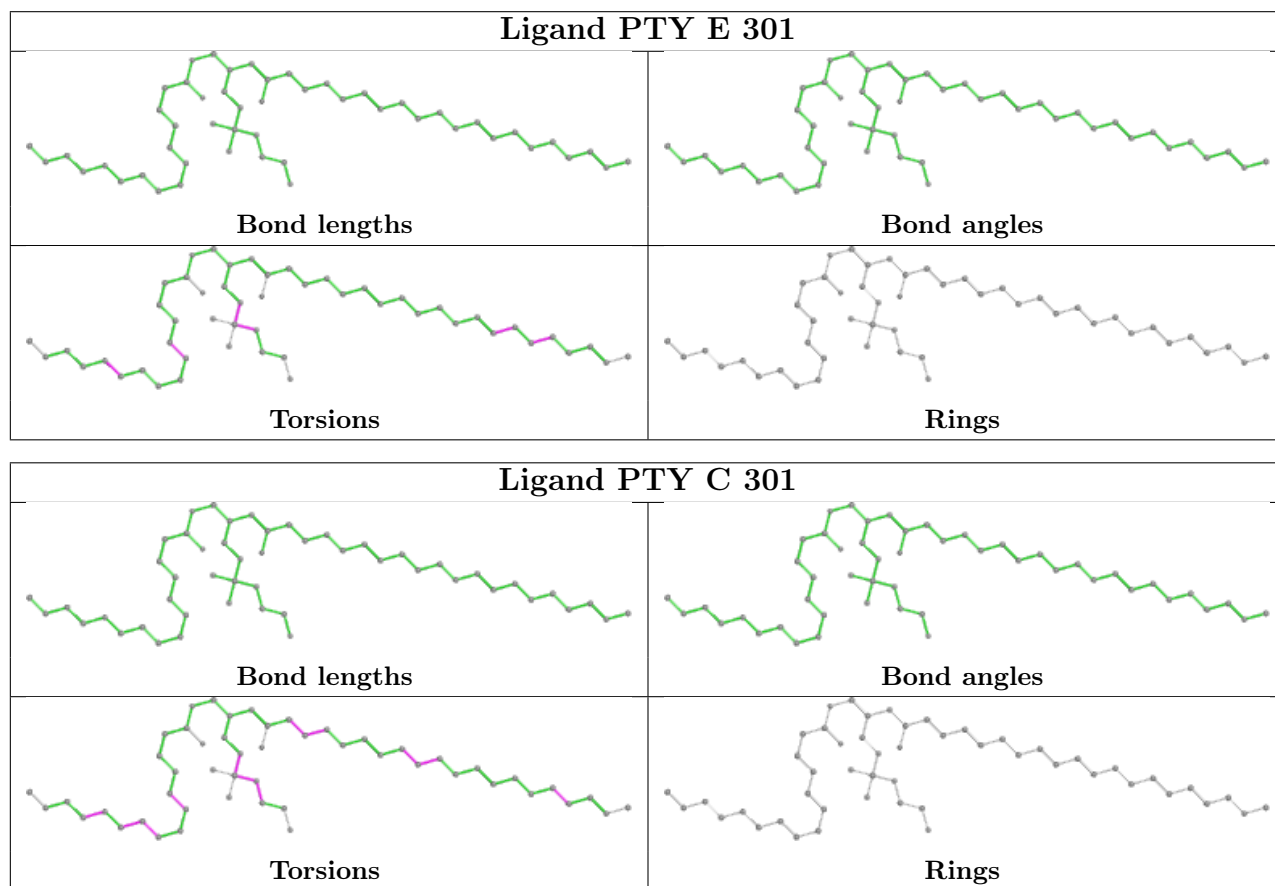 Ligand PTY E 301
Bond lengths
Bond angles
Torsions
Rings
Ligand PTY C 301
Bond lengths
Bond angles
Torsions
Rings